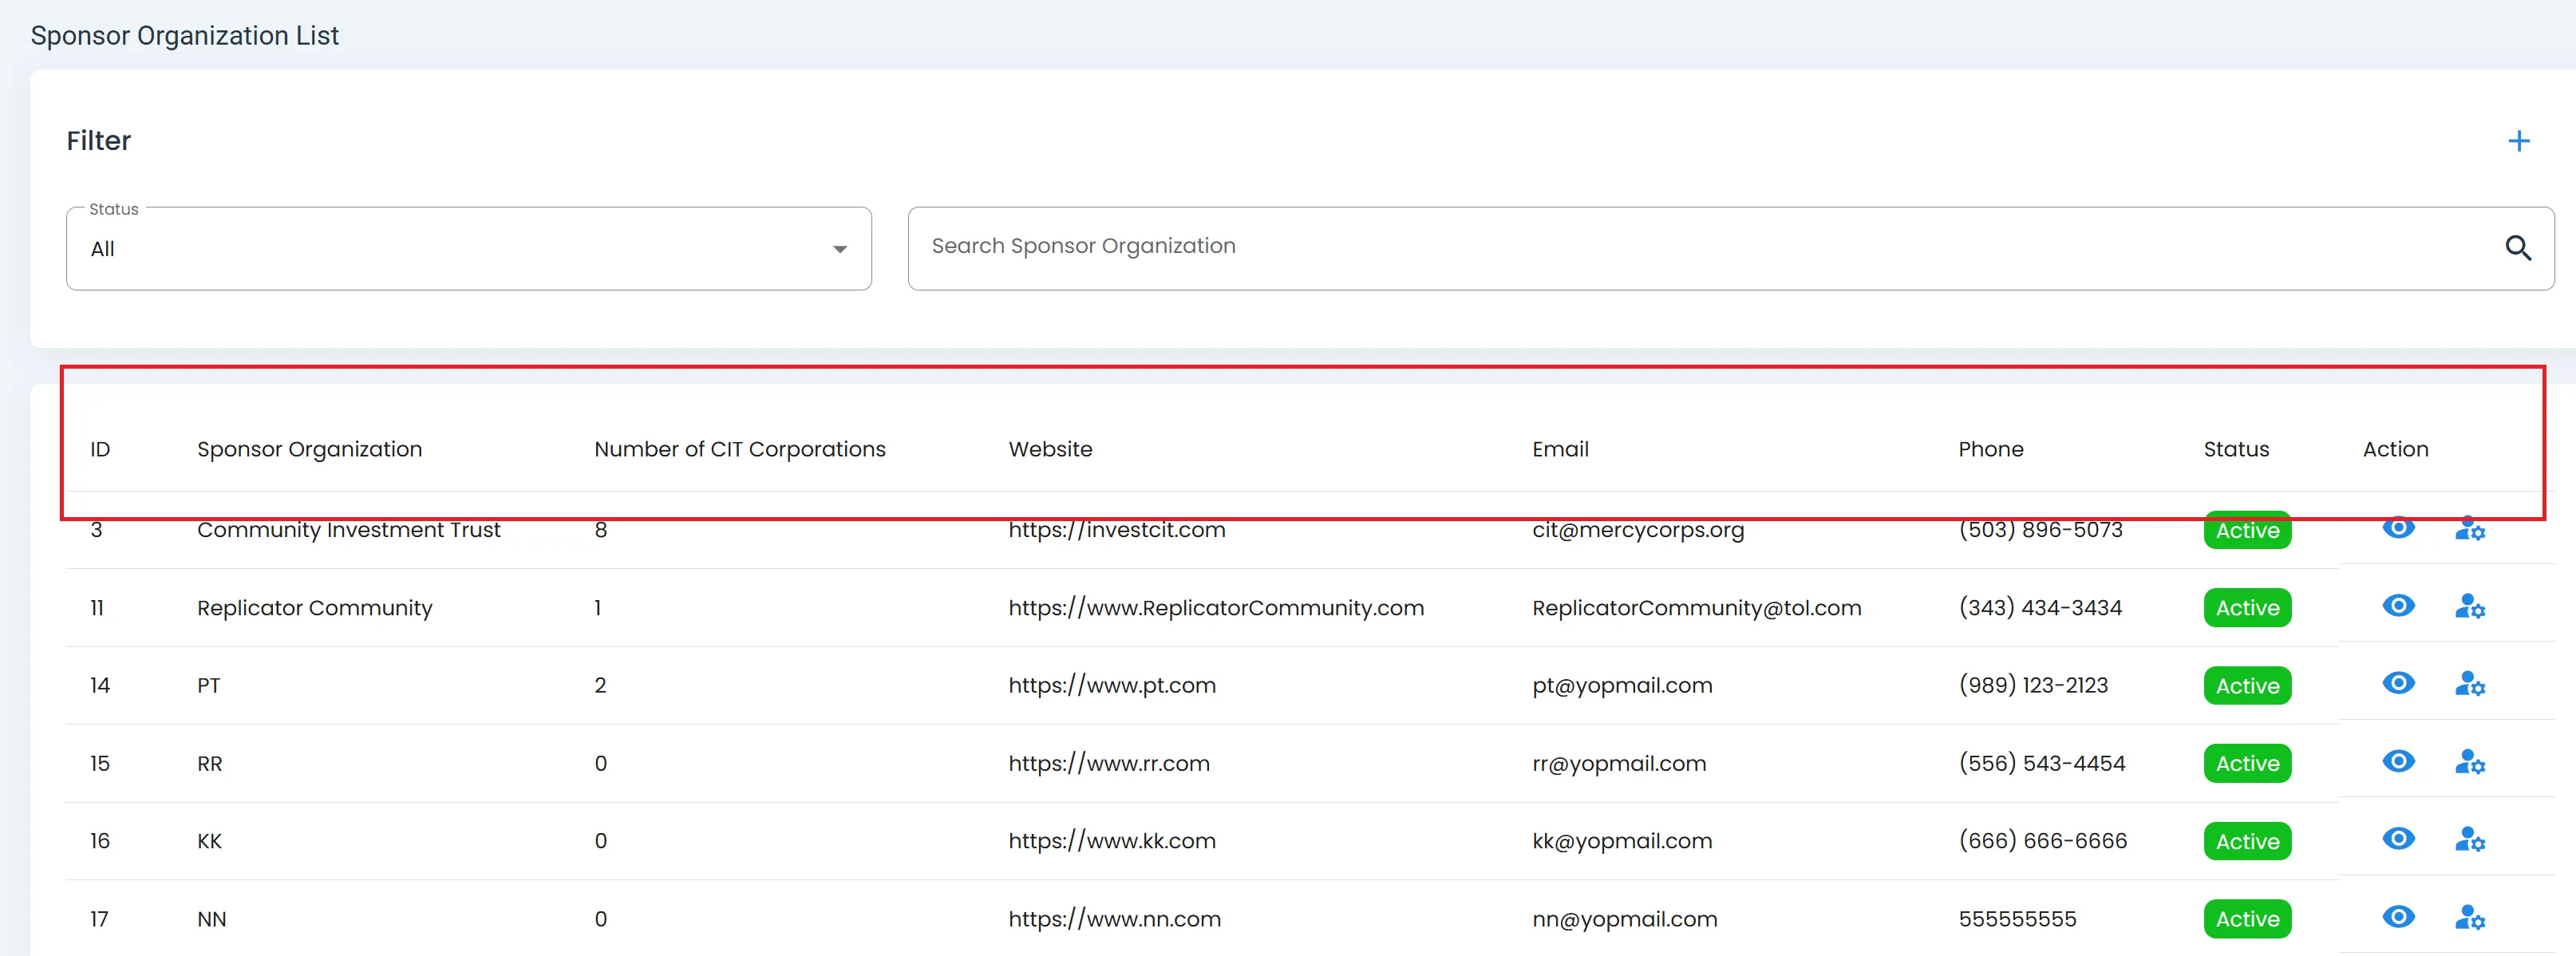 Sponsor Organization List
Filter
Status
All
Search Sponsor Organization
ID Sponsor Organization Number of CIT Corporations Website Email Phone Status Action
3 Community Investment Trust 8 https://investcit.com cit@mercycorps.org (503) 896-5073 Active
11 Replicator Community 1 https://www.ReplicatorCommunity.com ReplicatorCommunity@tol.com (343) 434-3434 Active
14 PT 2 https://www.pt.com pt@yopmail.com (989) 123-2123 Active
15 RR 0 https://www.rr.com rr@yopmail.com (556) 543-4454 Active
16 KK 0 https://www.kk.com kk@yopmail.com (666) 666-6666 Active
17 NN 0 https://www.nn.com nn@yopmail.com 555555555 Active